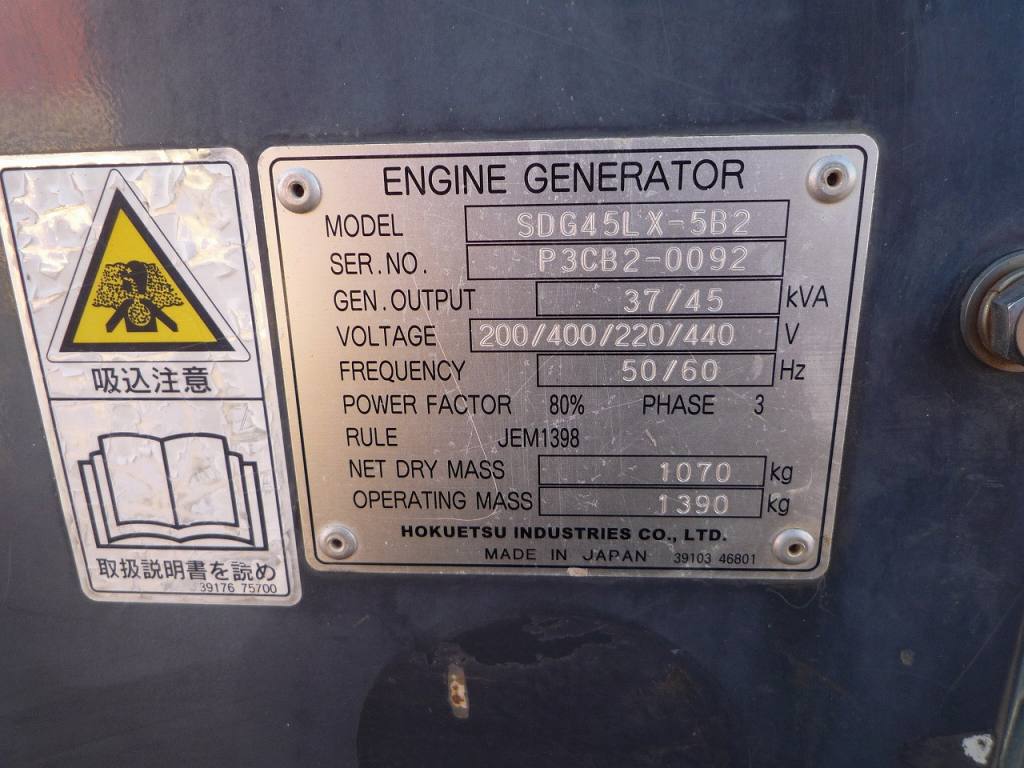 吸込注意
取扱説明書を読め
39176 75700
ENGINE GENERATOR
MODEL SDG45LX-5B2
SER.NO. P3CB2-0092
GEN.OUTPUT 37/45 kVA
VOLTAGE 200/400/220/440 V
FREQUENCY 50/60 Hz
POWER FACTOR 80% PHASE 3
RULE JEM1398
NET DRY MASS 1070 kg
OPERATING MASS 1390 kg
HOKUETSU INDUSTRIES CO., LTD.
MADE IN JAPAN 39103 46801